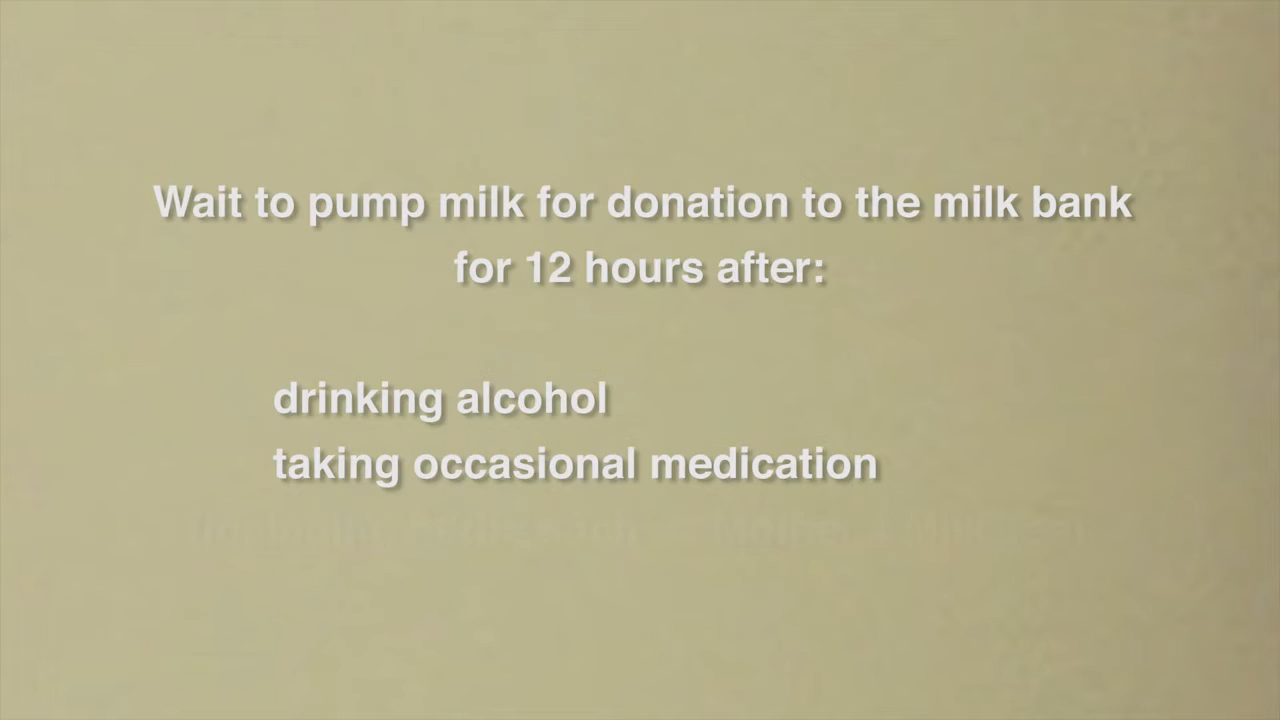 Wait to pump milk for donation to the milk bank
for 12 hours after:
drinking alcohol
taking occasional medication